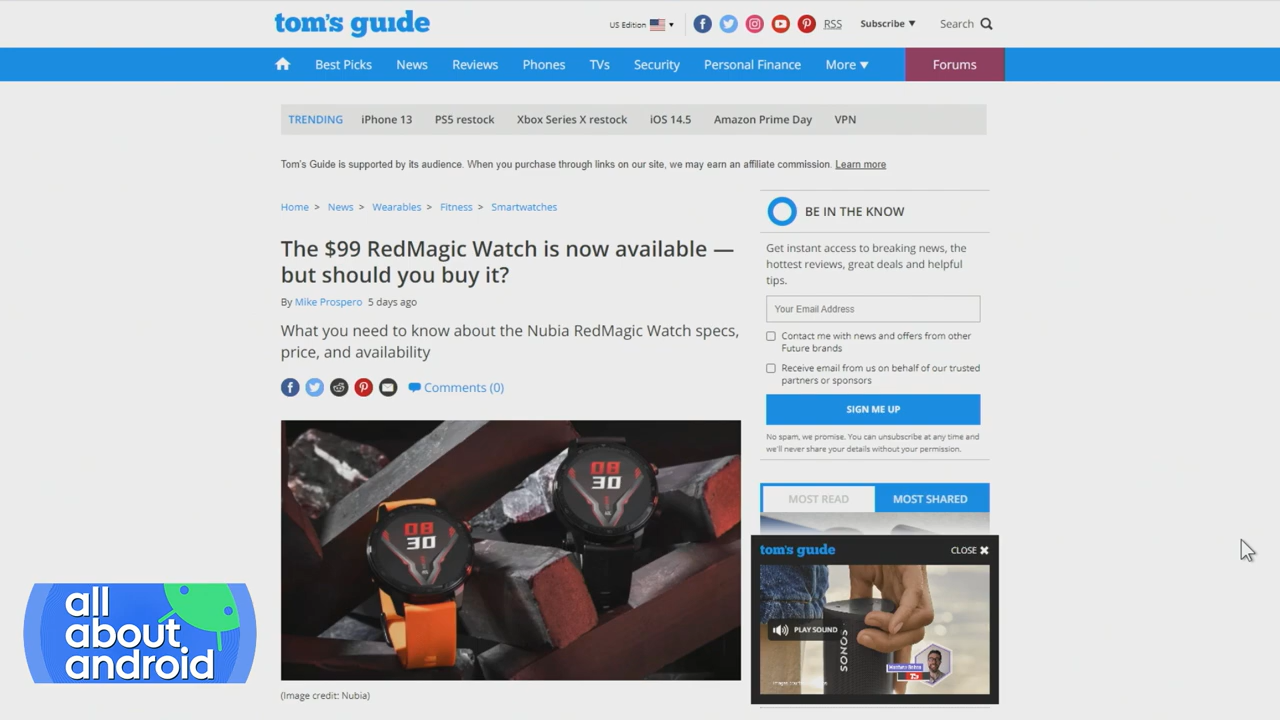 tom's guide
US Edition
RSS
Subscribe
Search
Best Picks
News
Reviews
Phones
TVs
Security
Personal Finance
More
Forums
TRENDING
iPhone 13
PS5 restock
Xbox Series X restock
iOS 14.5
Amazon Prime Day
VPN
Tom's Guide is supported by its audience. When you purchase through links on our site, we may earn an affiliate commission. Learn more
Home > News > Wearables > Fitness > Smartwatches
The $99 RedMagic Watch is now available —
but should you buy it?
By Mike Prospero 5 days ago
What you need to know about the Nubia RedMagic Watch specs,
price, and availability
Comments (0)
08
30
08
30
(Image credit: Nubia)
BE IN THE KNOW
Get instant access to breaking news, the
hottest reviews, great deals and helpful
tips.
Your Email Address
Contact me with news and offers from other
Future brands
Receive email from us on behalf of our trusted
partners or sponsors
SIGN ME UP
No spam, we promise. You can unsubscribe at any time and
we'll never share your details without your permission.
MOST READ
MOST SHARED
tom's guide
CLOSE
PLAY SOUND
SONOS
all
about
android